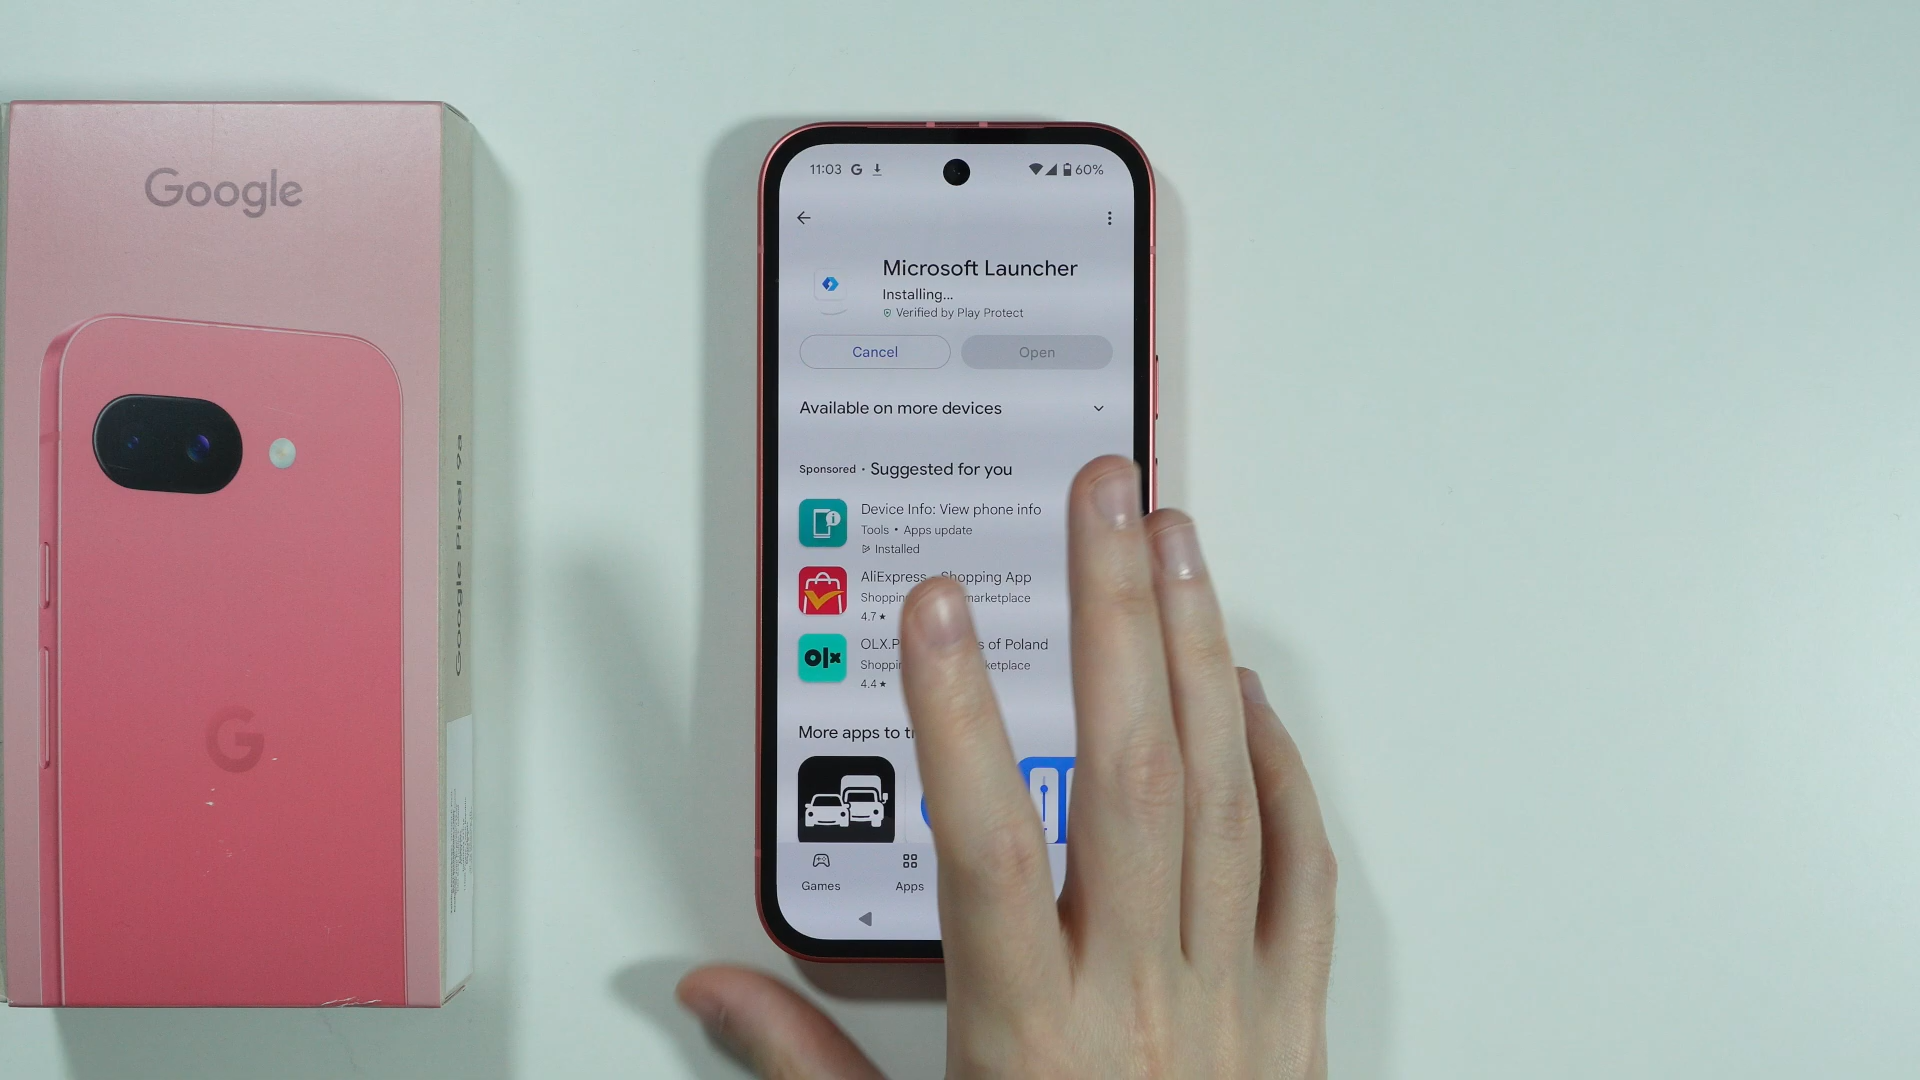 Google
Google Pixel 9a
11:03 G
60%
Microsoft Launcher
Installing...
Verified by Play Protect
Cancel
Open
Available on more devices
Sponsored · Suggested for you
Device Info: View phone info
Tools • Apps update
Installed
AliExpress - Shopping App
Shoppin marketplace
4.7★
OLX.P s of Poland
Shoppi ketplace
4.4★
More apps to t
olx
Games
Apps